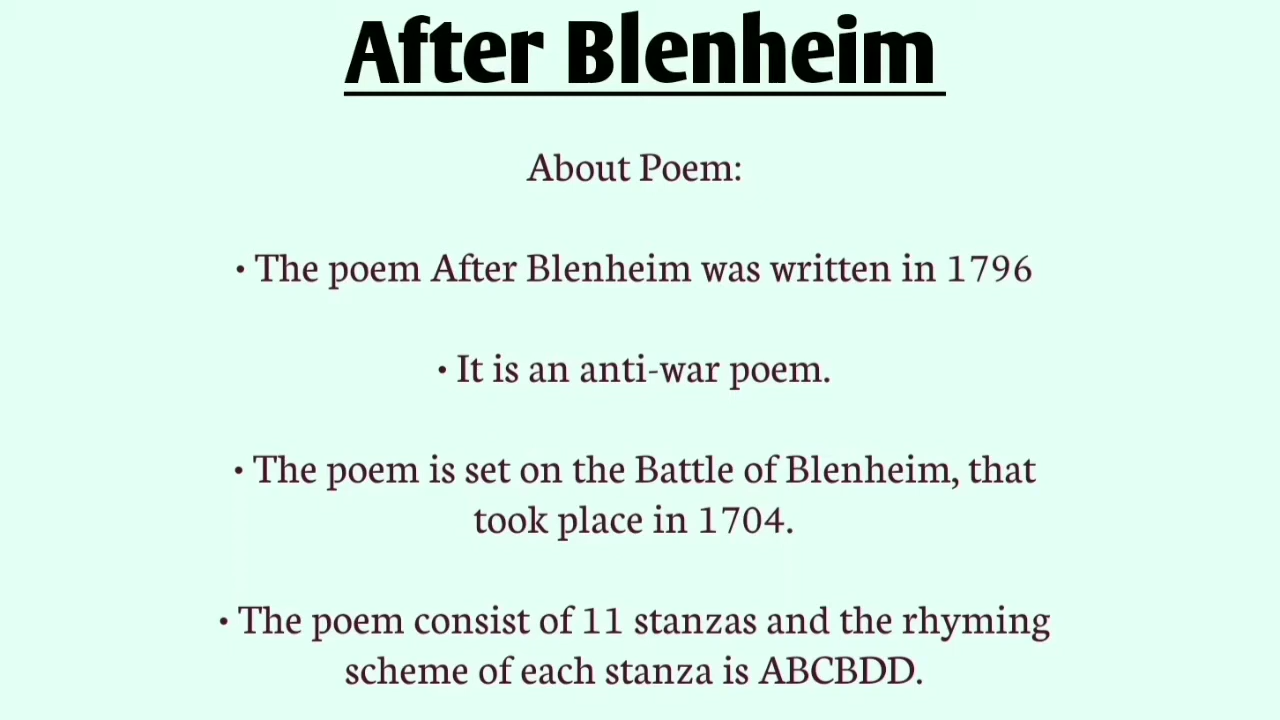 After Blenheim
About Poem:
• The poem After Blenheim was written in 1796
• It is an anti-war poem.
• The poem is set on the Battle of Blenheim, that
took place in 1704.
• The poem consist of 11 stanzas and the rhyming
scheme of each stanza is ABCBDD.